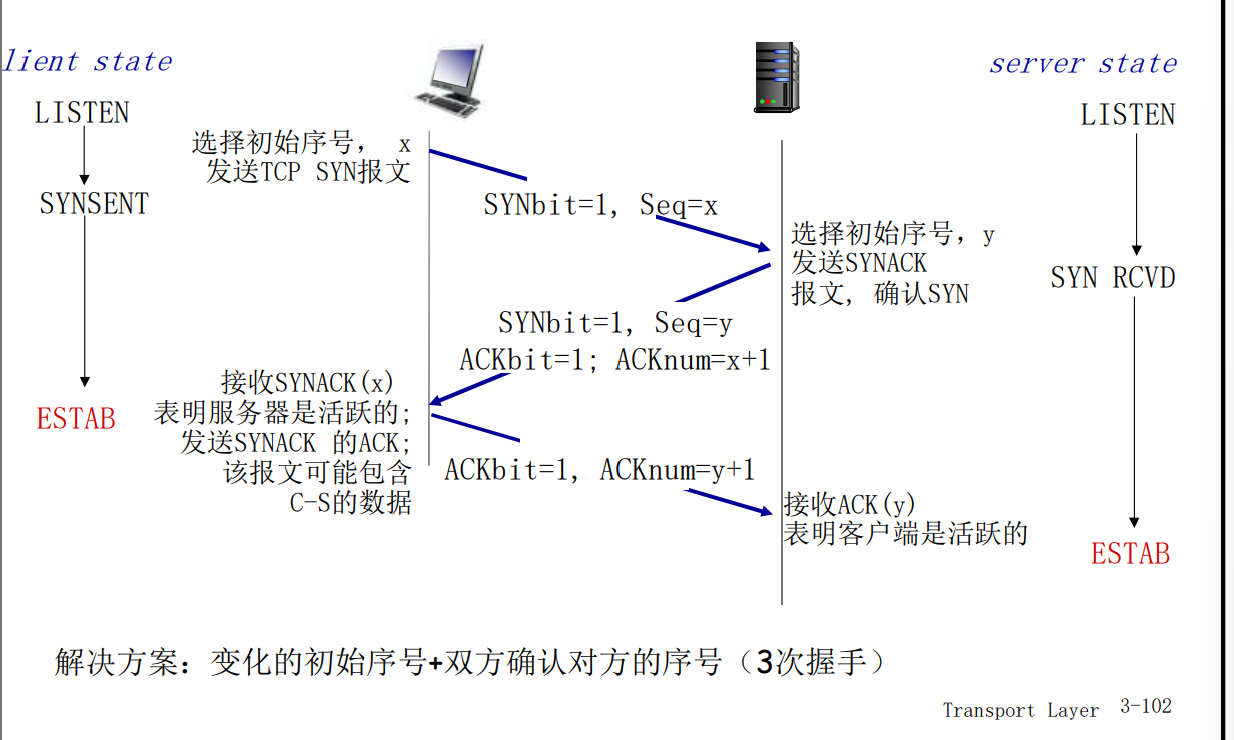 lient state
server state
LISTEN
LISTEN
选择初始序号， x
发送TCP SYN报文
SYNSENT
SYNbit=1, Seq=x
选择初始序号，y
发送SYNACK
报文, 确认SYN
SYN RCVD
SYNbit=1, Seq=y
ACKbit=1; ACKnum=x+1
接收SYNACK(x)
表明服务器是活跃的;
发送SYNACK 的ACK;
该报文可能包含
C-S的数据
ESTAB
ACKbit=1, ACKnum=y+1
接收ACK(y)
表明客户端是活跃的
ESTAB
解决方案：变化的初始序号+双方确认对方的序号（3次握手）
Transport Layer 3-102